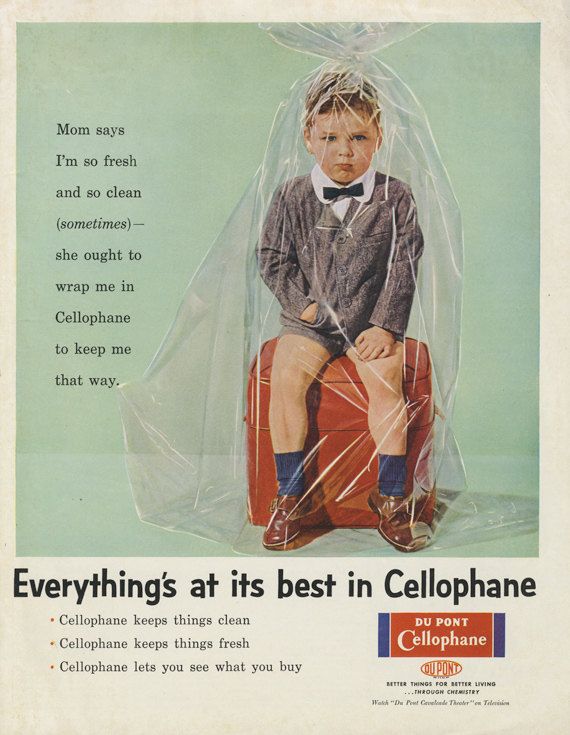 Mom says
I'm so fresh
and so clean
(sometimes)—
she ought to
wrap me in
Cellophane
to keep me
that way.
Everything's at its best in Cellophane
• Cellophane keeps things clean
• Cellophane keeps things fresh
• Cellophane lets you see what you buy
DU PONT
Cellophane
DU PONT
BETTER THINGS FOR BETTER LIVING
...THROUGH CHEMISTRY
Watch "Du Pont Cavalcade Theater" on Television